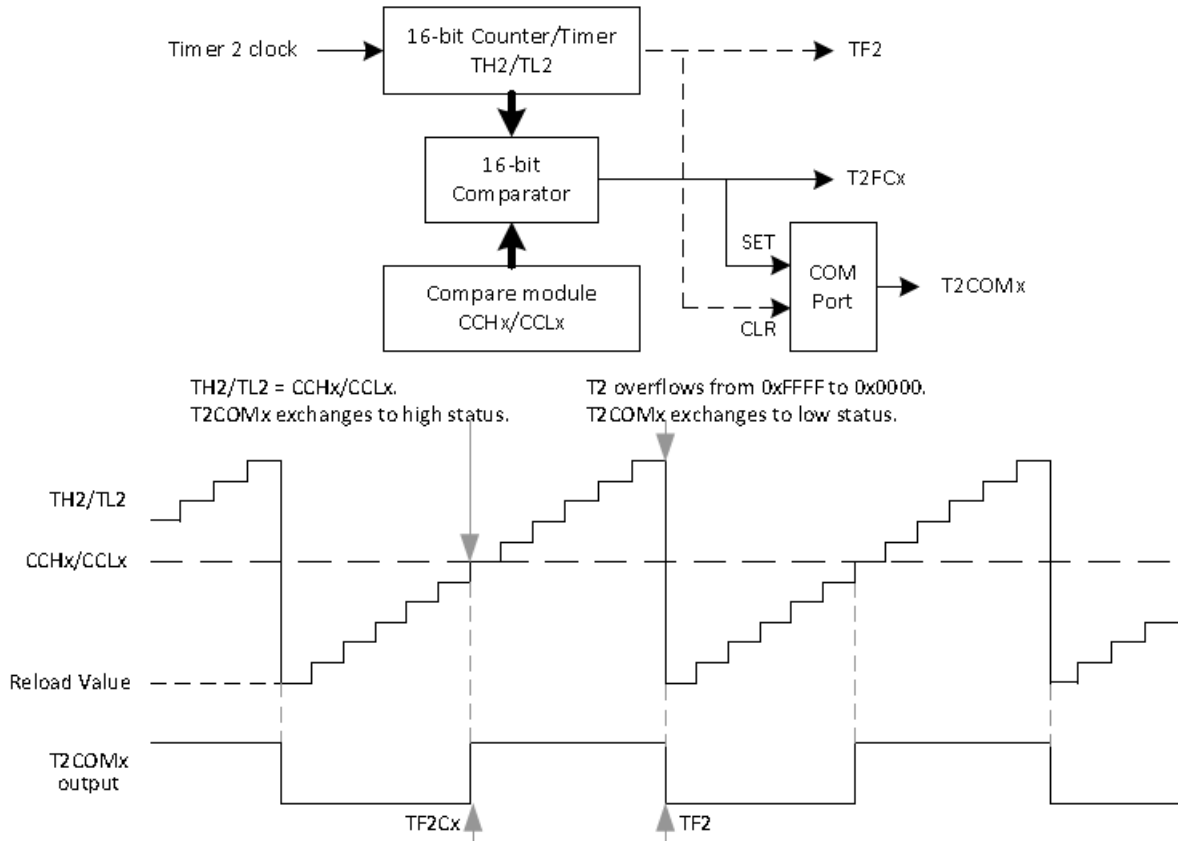 Timer 2 clock
16-bit Counter/Timer
TH2/TL2
TF2
16-bit
Comparator
T2FCx
SET
COM
Port
T2COMx
Compare module
CCHx/CCLx
CLR
TH2/TL2 = CCHx/CCLx.
T2COMx exchanges to high status.
T2 overflows from 0xFFFF to 0x0000.
T2COMx exchanges to low status.
TH2/TL2
CCHx/CCLx
Reload Value
T2COMx
output
TF2Cx
TF2